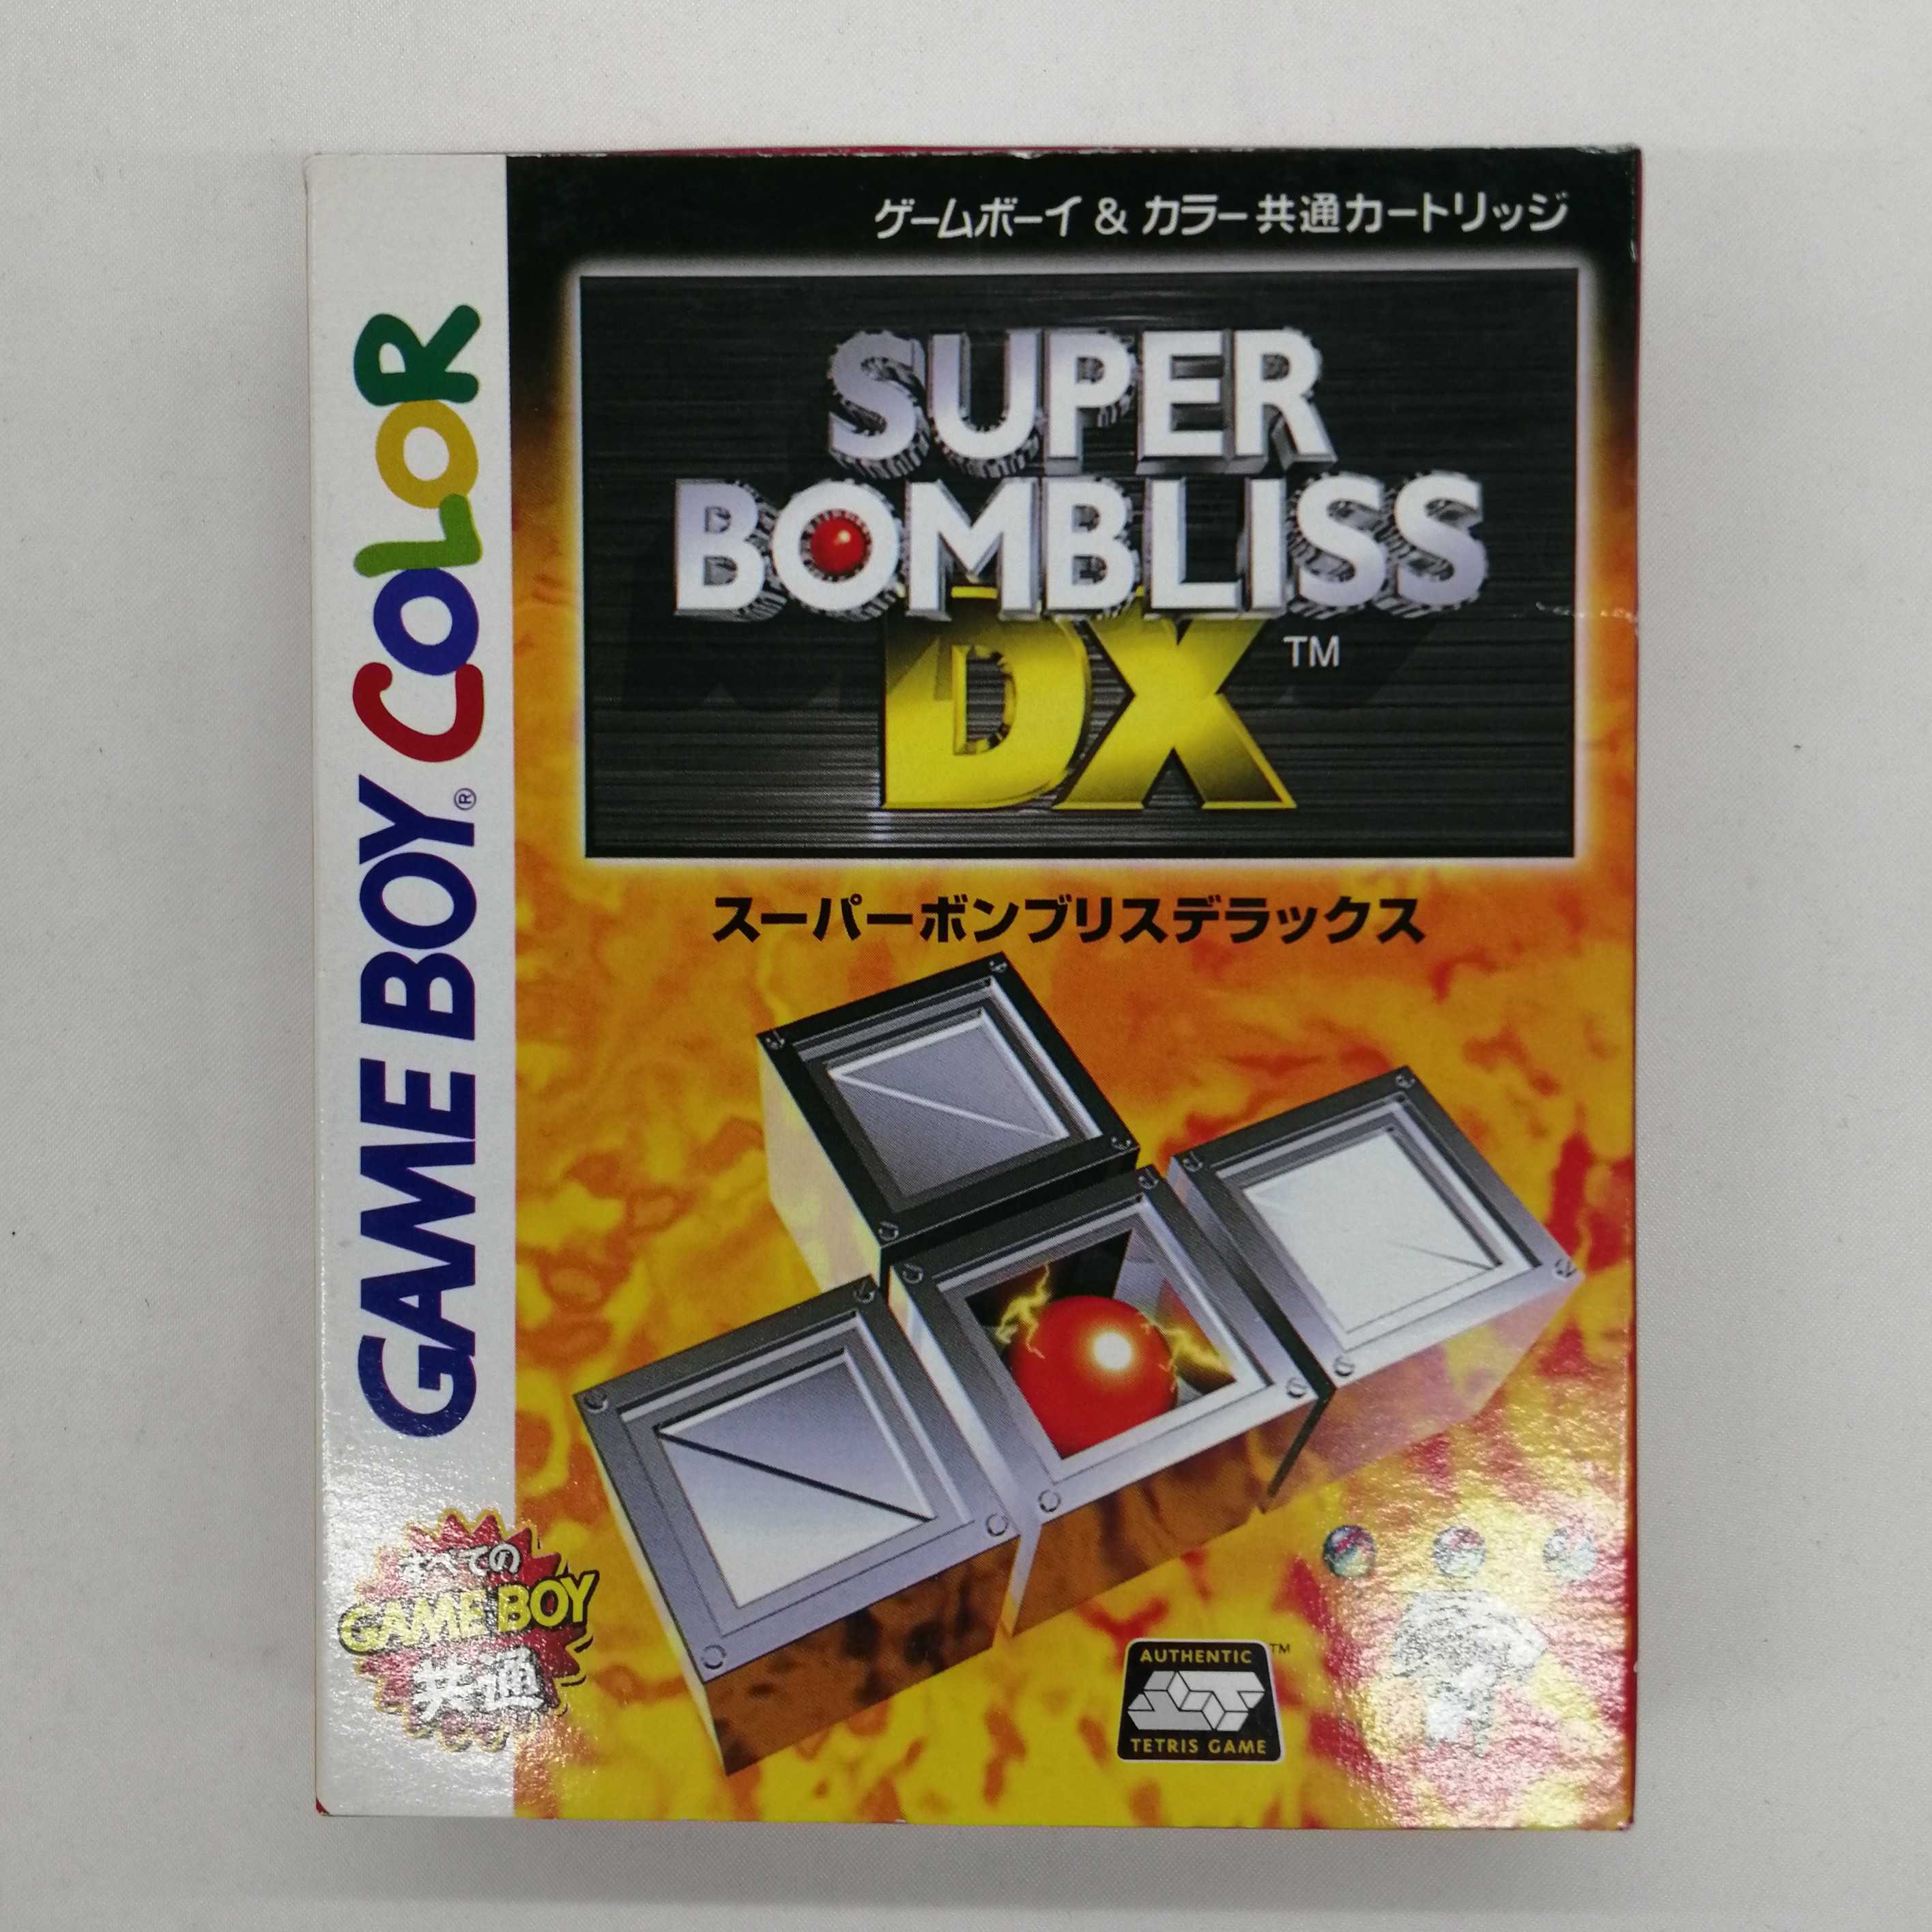 ゲームボーイ & カラー共通カートリッジ
SUPER
BOMBLISS
DX™
スーパーボンブリスデラックス
GAME BOY® COLOR
すべての
GAME BOY
共通
AUTHENTIC ™
TETRIS GAME